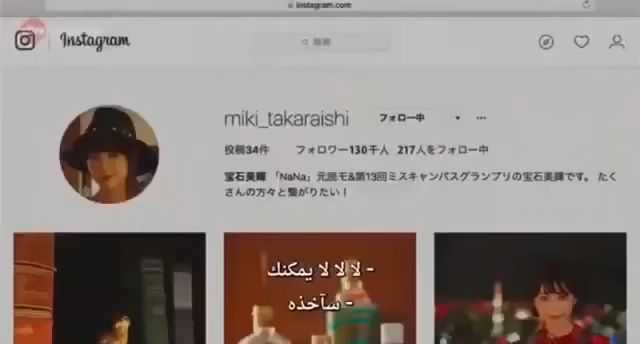 instagram.com
Instagram
検索
miki_takaraishi フォロー中 ...
投稿34件 フォロワー130千人 217人をフォロー中
宝石美輝 「NaNa」元読モ&第13回ミスキャンパスグランプリの宝石美輝です。 たく
さんの方々と繋がりたい！
- لا لا لا يمكنك
- سآخذه